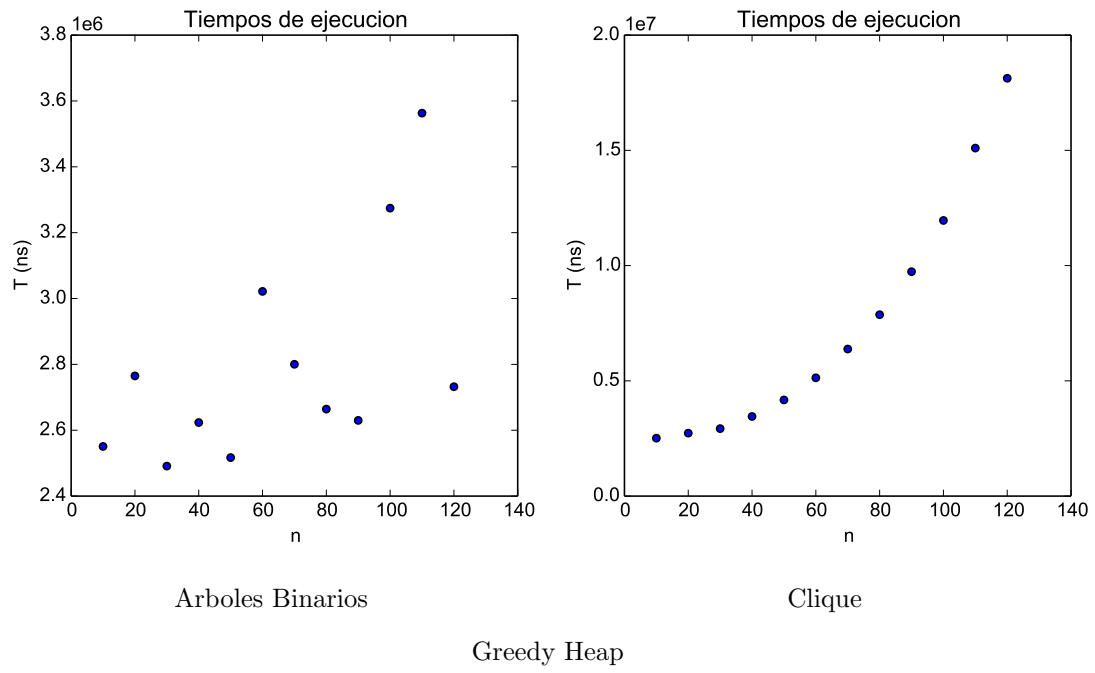 Tiempos de ejecucion
1e6
3.8
3.6
3.4
3.2
3.0
2.8
2.6
2.4
T (ns)
0 20 40 60 80 100 120 140
n
Arboles Binarios
Tiempos de ejecucion
1e7
2.0
1.5
1.0
0.5
0.0
T (ns)
0 20 40 60 80 100 120 140
n
Clique
Greedy Heap